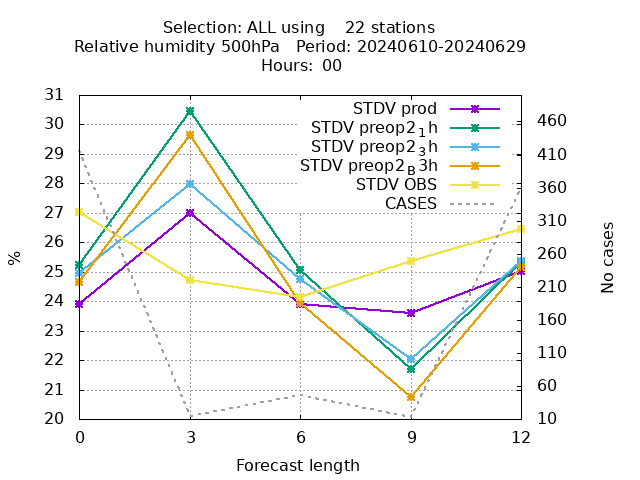 Selection: ALL using    22 stations
Relative humidity 500hPa   Period: 20240610-20240629
Hours: 00
STDV prod
STDV preop2₁h
STDV preop2₃h
STDV preop2_B3h
STDV OBS
CASES
31
30
29
28
27
26
25
24
23
22
21
20
%
460
410
360
310
260
210
160
110
60
10
No cases
0
3
6
9
12
Forecast length